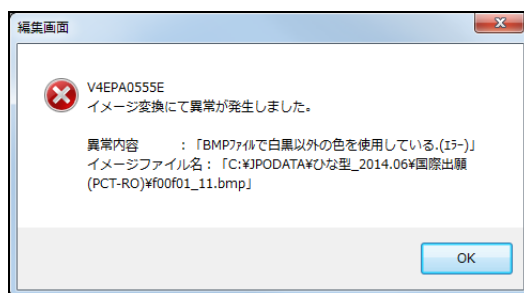 編集画面
V4EPA0555E
イメージ変換にて異常が発生しました。
異常内容　　：「BMPﾌｧｲﾙで白黒以外の色を使用している.(ｴﾗｰ)」
イメージファイル名：「C:¥JPODATA¥ひな型_2014.06¥国際出願
(PCT-RO)¥f00f01_11.bmp」
OK